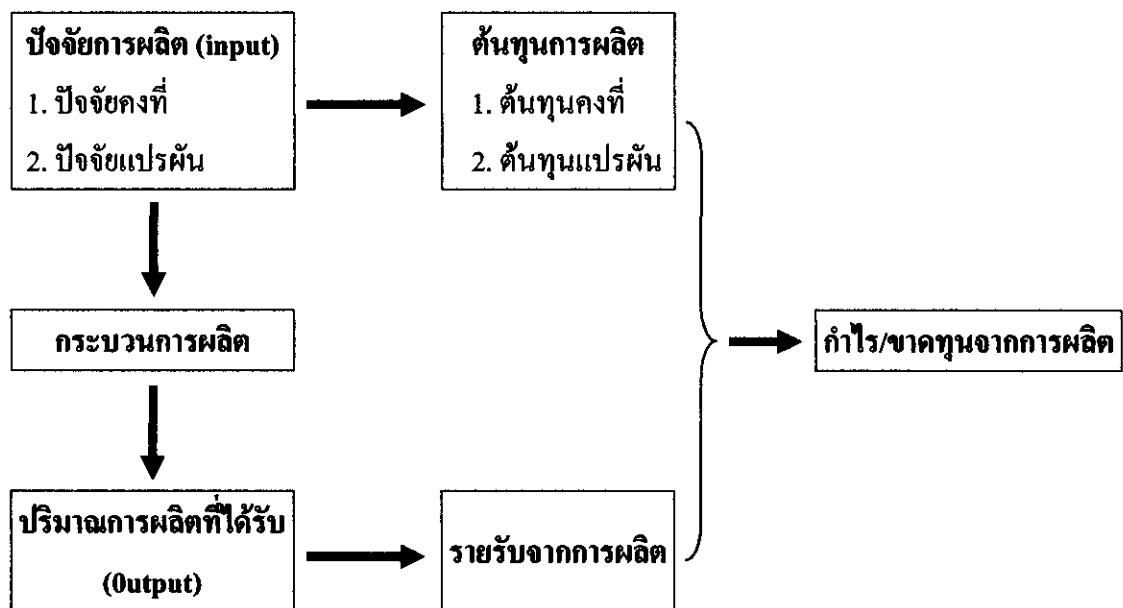 ปัจจัยการผลิต (input)
1. ปัจจัยคงที่
2. ปัจจัยแปรผัน
ต้นทุนการผลิต
1. ต้นทุนคงที่
2. ต้นทุนแปรผัน
กระบวนการผลิต
กำไร/ขาดทุนจากการผลิต
ปริมาณการผลิตที่ได้รับ
(0utput)
รายรับจากการผลิต